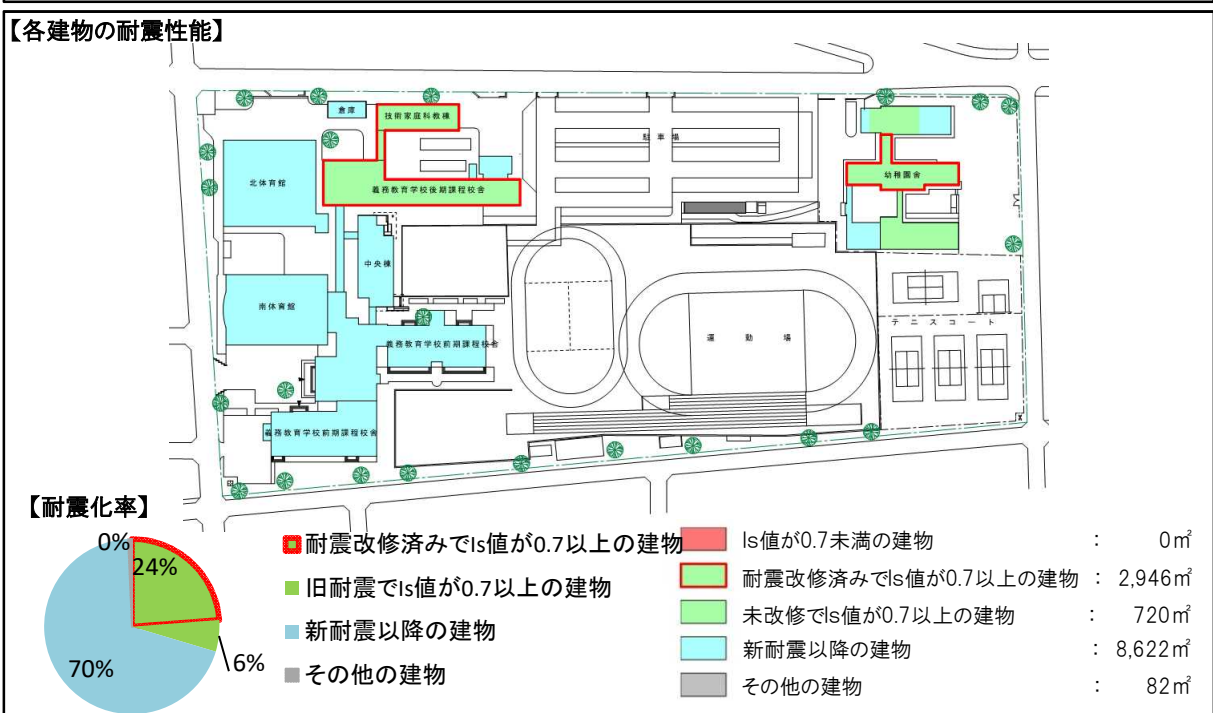 【各建物の耐震性能】
倉庫
技術家庭科教棟
駐車場
北体育館
義務教育学校後期課程校舎
幼稚園舎
中央棟
南体育館
テニスコート
義務教育学校前期課程校舎
運動場
義務教育学校前期課程校舎
【耐震化率】
0%
24%
6%
70%
耐震改修済みでIs値が0.7以上の建物
旧耐震でIs値が0.7以上の建物
新耐震以降の建物
その他の建物
Is値が0.7未満の建物 : 0㎡
耐震改修済みでIs値が0.7以上の建物 : 2,946㎡
未改修でIs値が0.7以上の建物 : 720㎡
新耐震以降の建物 : 8,622㎡
その他の建物 : 82㎡